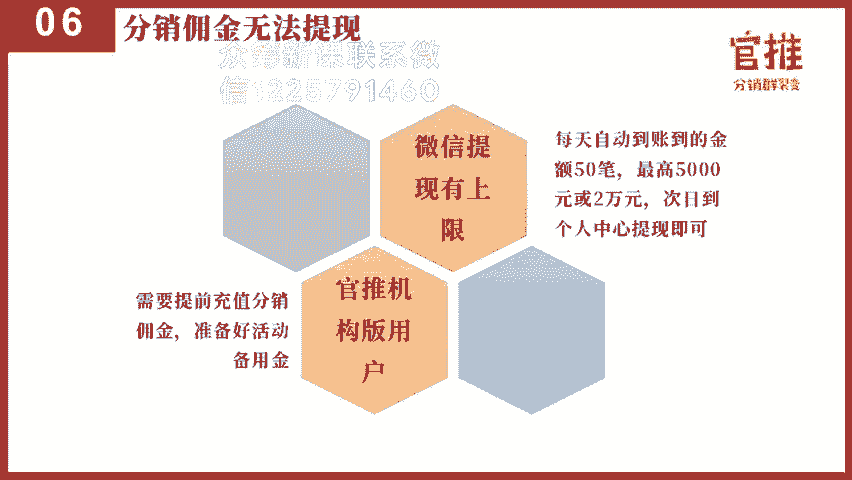 06
分销佣金无法提现
官推
分销群裂变
联系微
信1225791460
微信提
现有上
限
每天自动到账到的金
额50笔，最高5000
元或2万元，次日到
个人中心提现即可
官推机
构版用
户
需要提前充值分销
佣金，准备好活动
备用金